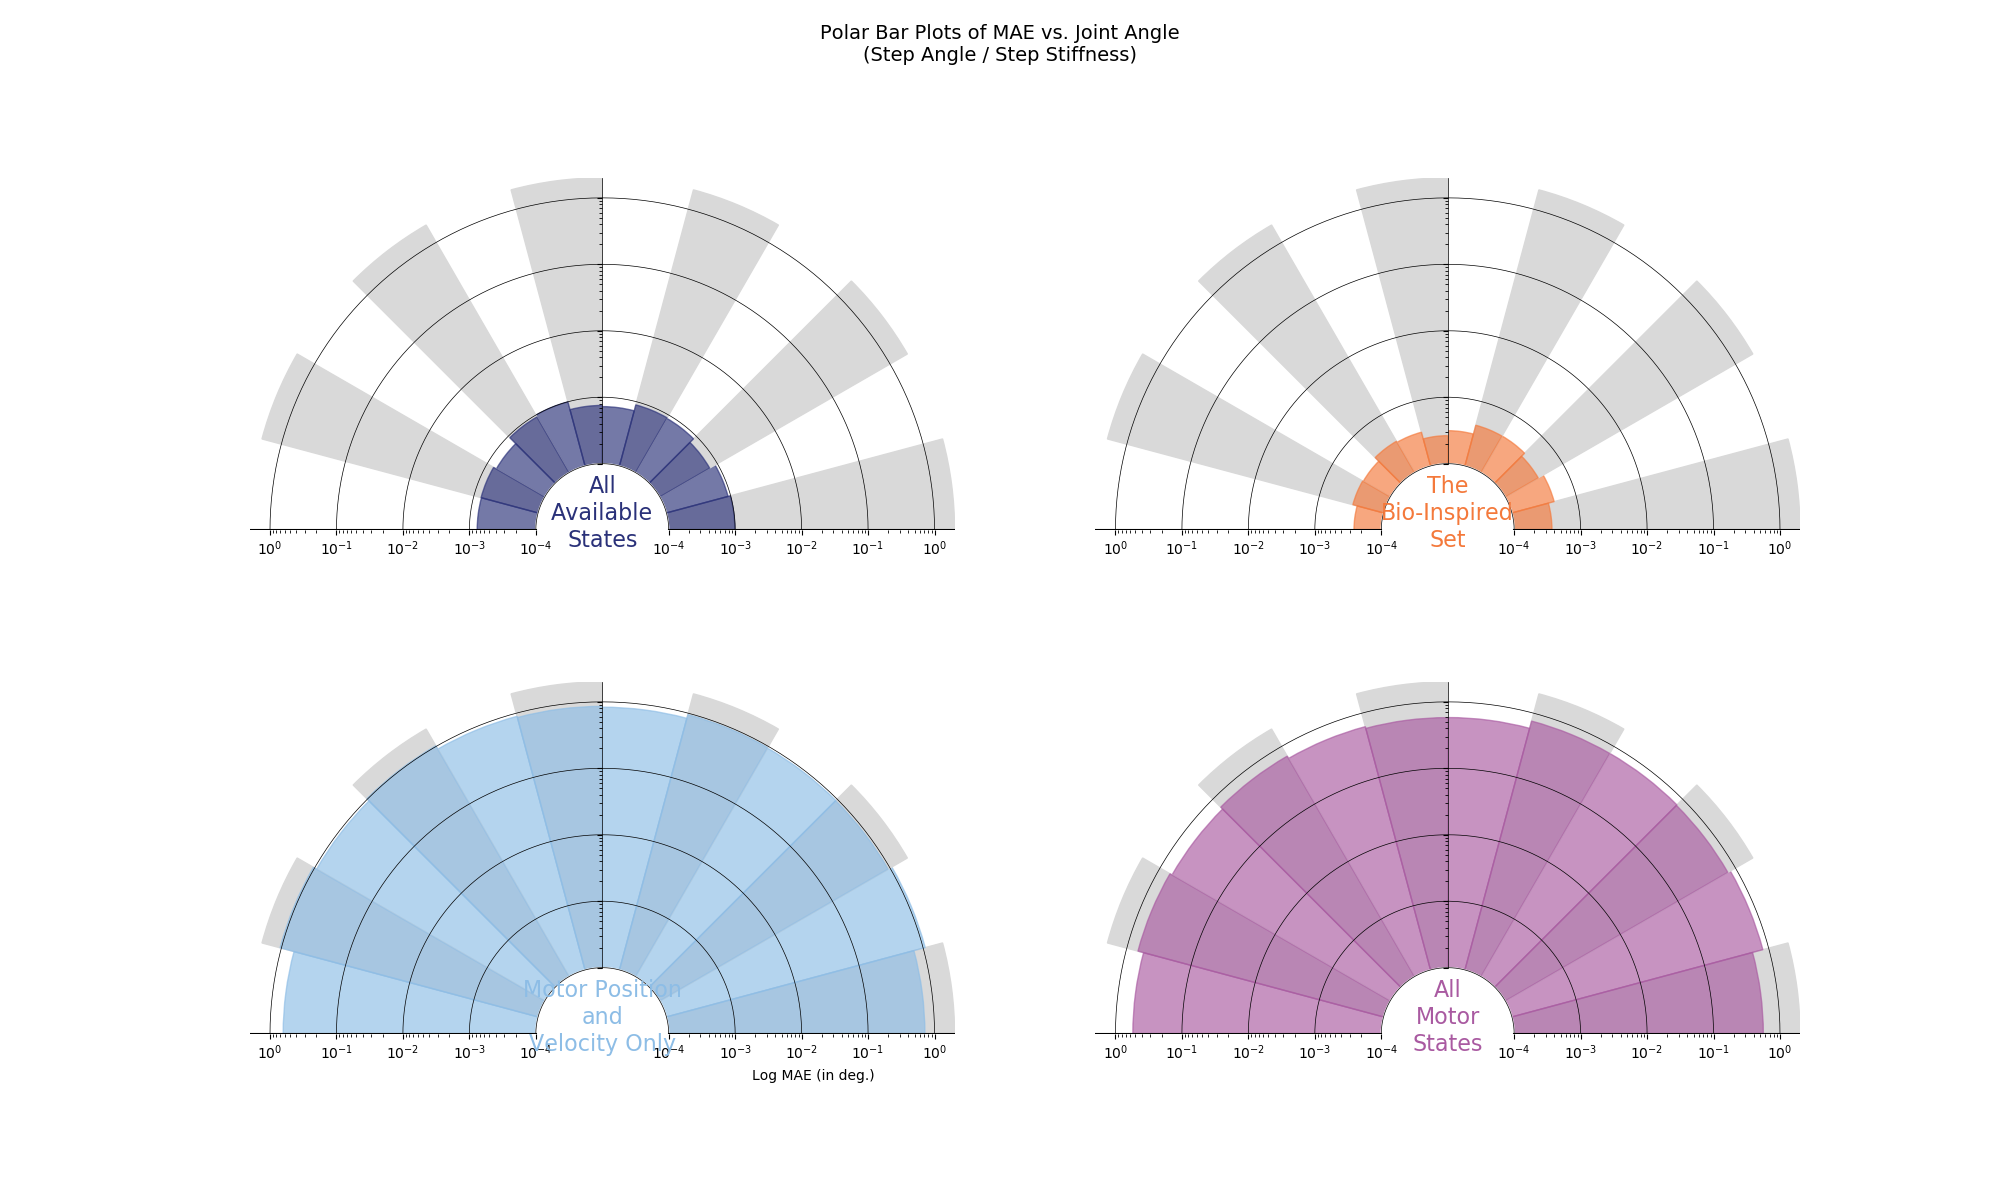 Polar Bar Plots of MAE vs. Joint Angle
(Step Angle / Step Stiffness)
All
Available
States
10⁰ 10⁻¹ 10⁻² 10⁻³ 10⁻⁴ 10⁻⁴ 10⁻³ 10⁻² 10⁻¹ 10⁰
The
Bio-Inspired
Set
10⁰ 10⁻¹ 10⁻² 10⁻³ 10⁻⁴ 10⁻⁴ 10⁻³ 10⁻² 10⁻¹ 10⁰
Motor Position
and
Velocity Only
10⁰ 10⁻¹ 10⁻² 10⁻³ 10⁻⁴ 10⁻⁴ 10⁻³ 10⁻² 10⁻¹ 10⁰
Log MAE (in deg.)
All
Motor
States
10⁰ 10⁻¹ 10⁻² 10⁻³ 10⁻⁴ 10⁻⁴ 10⁻³ 10⁻² 10⁻¹ 10⁰